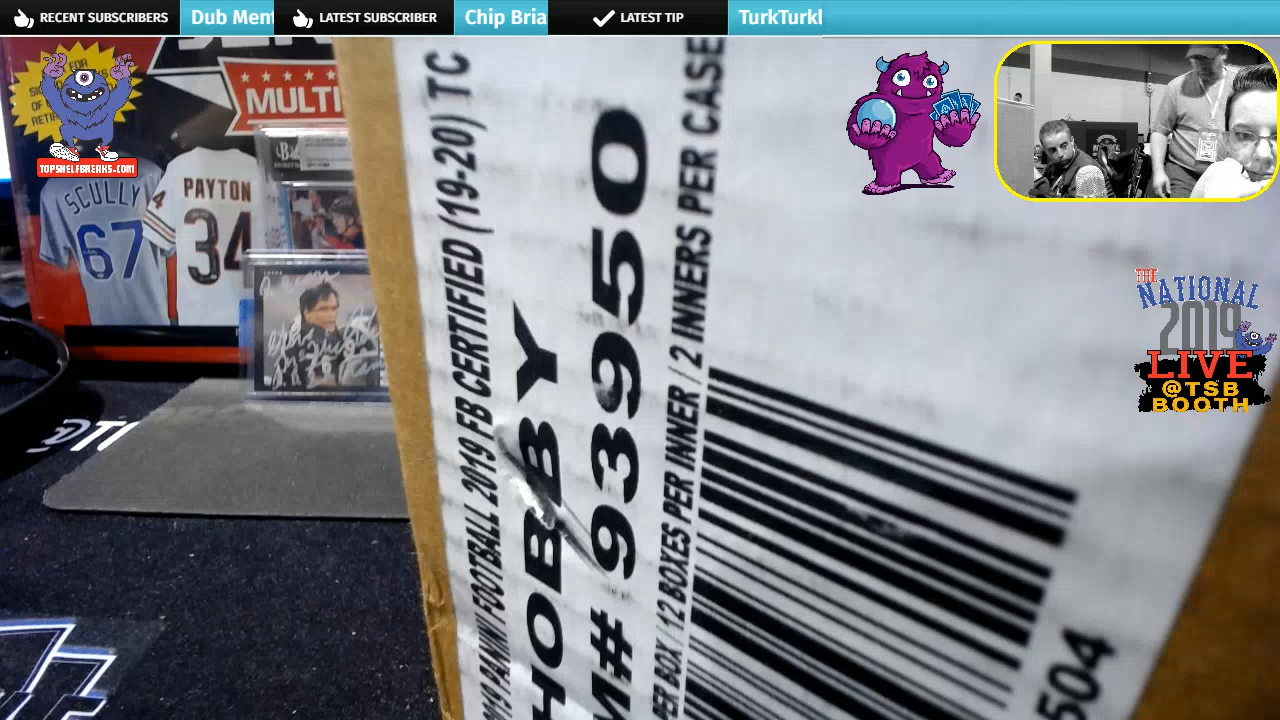 RECENT SUBSCRIBERS
Dub Ment
LATEST SUBSCRIBER
Chip Bria
LATEST TIP
TurkTurkl
FOR
MULTI
TOPSHELFBREAKS.COM
SCULLY
67
PAYTON
34
THE
NATIONAL
2019
LIVE
@TSB
BOOTH
2019 PANINI FOOTBALL 2019 FB CERTIFIED (19-20) TC
HOBBY
M# 93950
PER BOX / 12 BOXES PER INNER / 2 INNERS PER CASE
504